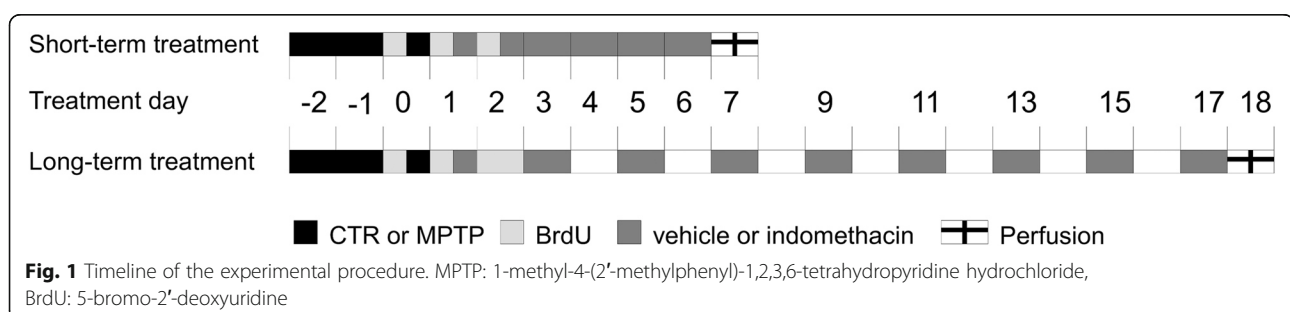 Short-term treatment
Treatment day -2 -1 0 1 2 3 4 5 6 7 9 11 13 15 17 18
Long-term treatment
CTR or MPTP BrdU vehicle or indomethacin Perfusion
Fig. 1 Timeline of the experimental procedure. MPTP: 1-methyl-4-(2′-methylphenyl)-1,2,3,6-tetrahydropyridine hydrochloride,
BrdU: 5-bromo-2′-deoxyuridine